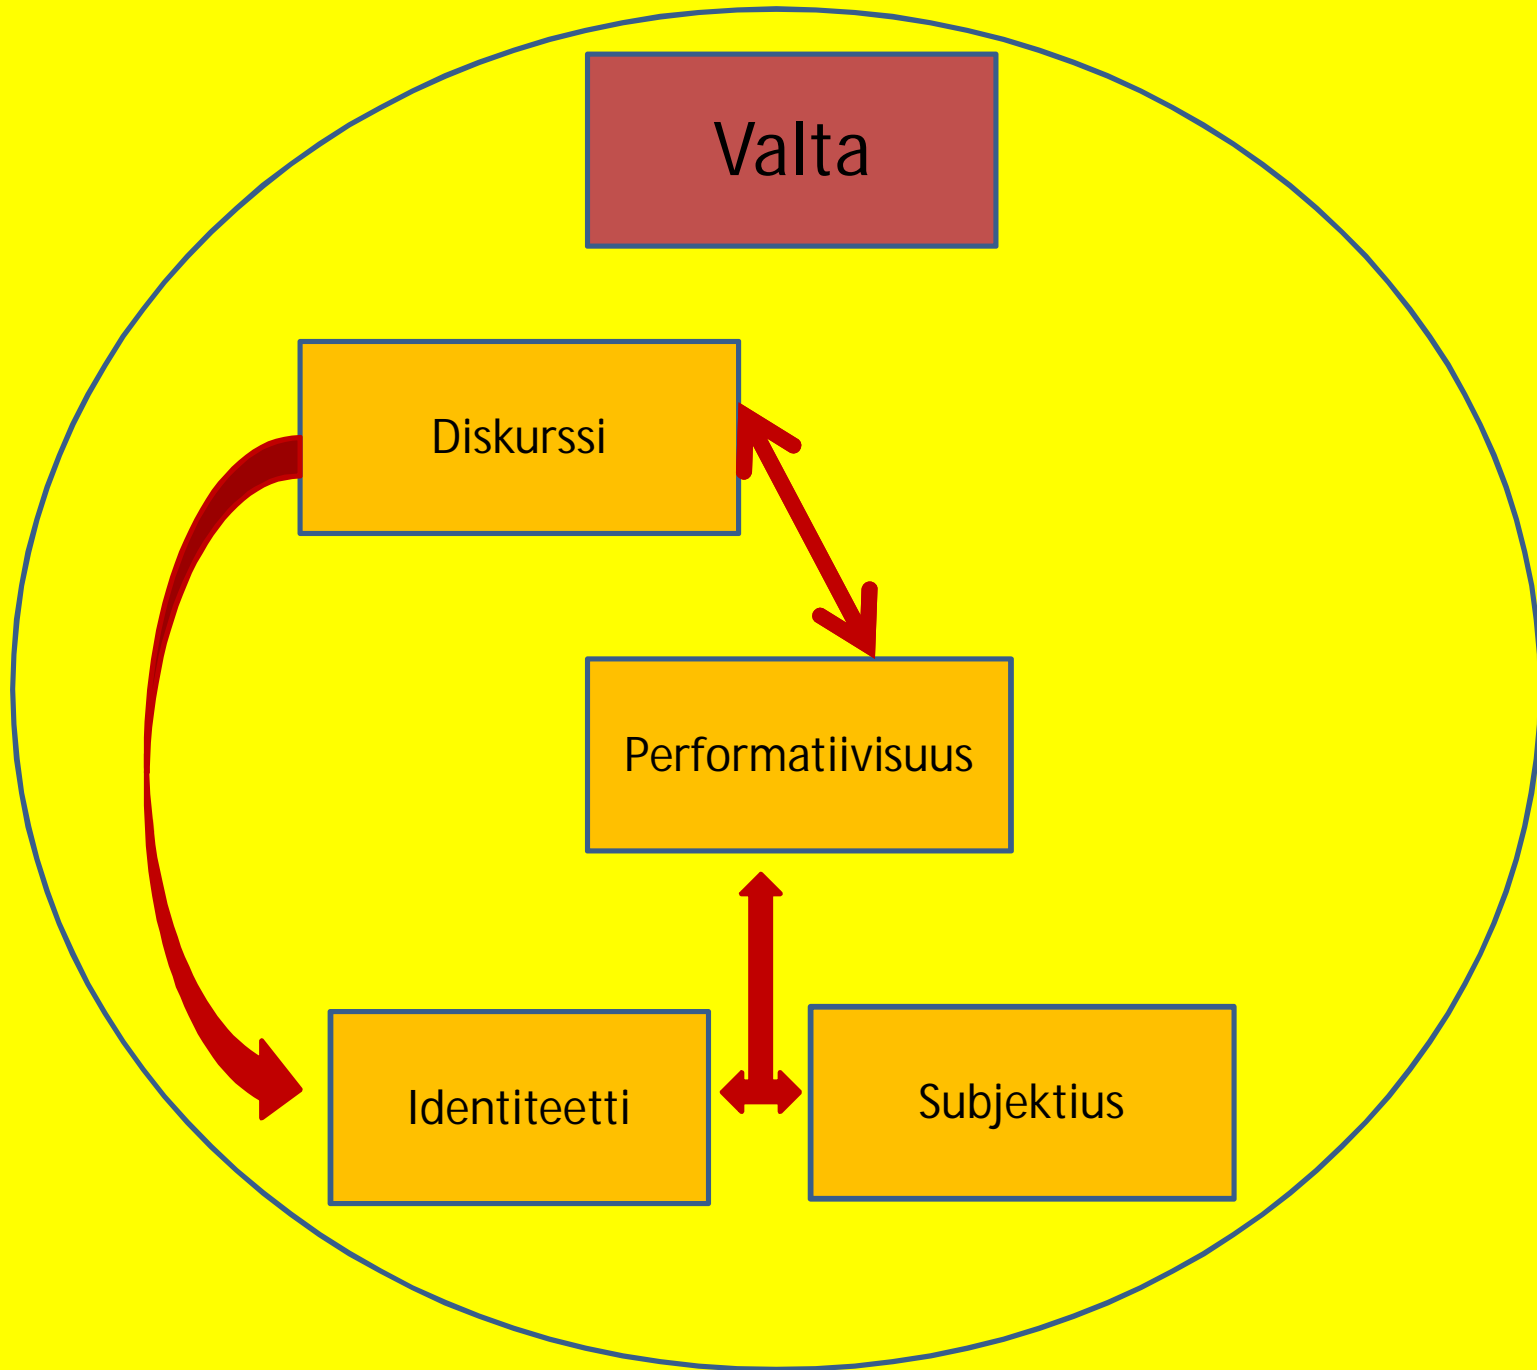 Valta
Diskurssi
Performatiivisuus
Identiteetti
Subjektius